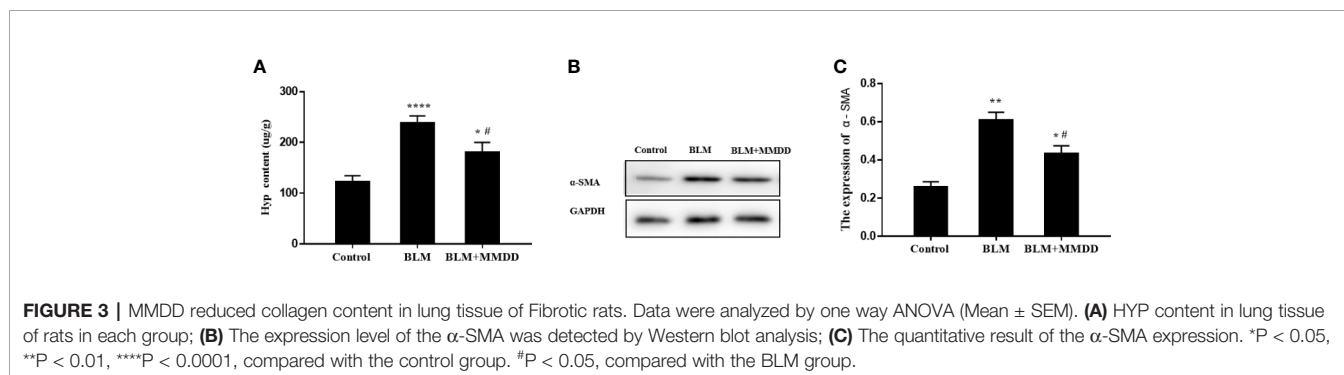 A
300
200
100
0
Hyp content (ug/g)
****
* #
Control BLM BLM+MMDD
B
Control BLM BLM+MMDD
α-SMA
GAPDH
C
0.8
0.6
0.4
0.2
0.0
The expression of α - SMA
**
* #
Control BLM BLM+MMDD
FIGURE 3 | MMDD reduced collagen content in lung tissue of Fibrotic rats. Data were analyzed by one way ANOVA (Mean ± SEM). (A) HYP content in lung tissue
of rats in each group; (B) The expression level of the α-SMA was detected by Western blot analysis; (C) The quantitative result of the α-SMA expression. *P < 0.05,
**P < 0.01, ****P < 0.0001, compared with the control group. #P < 0.05, compared with the BLM group.